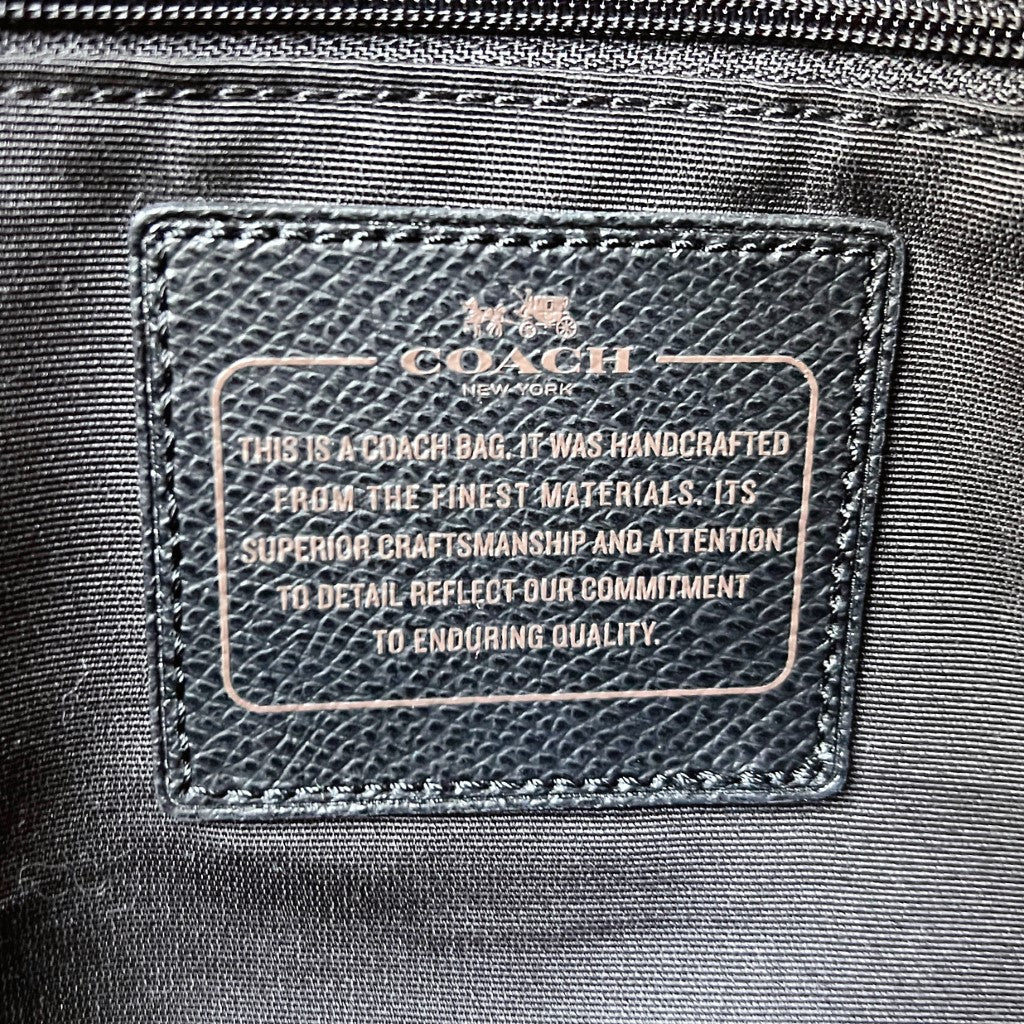 COACH
NEW YORK
THIS IS A COACH BAG. IT WAS HANDCRAFTED
FROM THE FINEST MATERIALS. ITS
SUPERIOR CRAFTSMANSHIP AND ATTENTION
TO DETAIL REFLECT OUR COMMITMENT
TO ENDURING QUALITY.